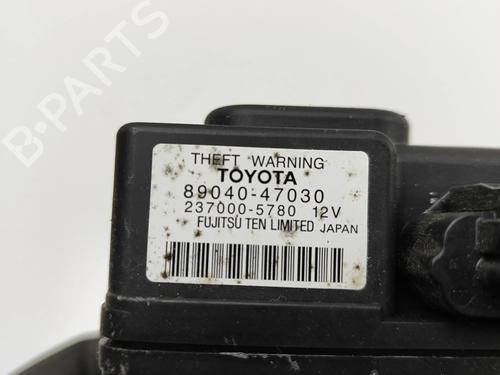 B-PARTS
THEFT WARNING
TOYOTA
89040-47030
237000-5780 12V
FUJITSU TEN LIMITED JAPAN